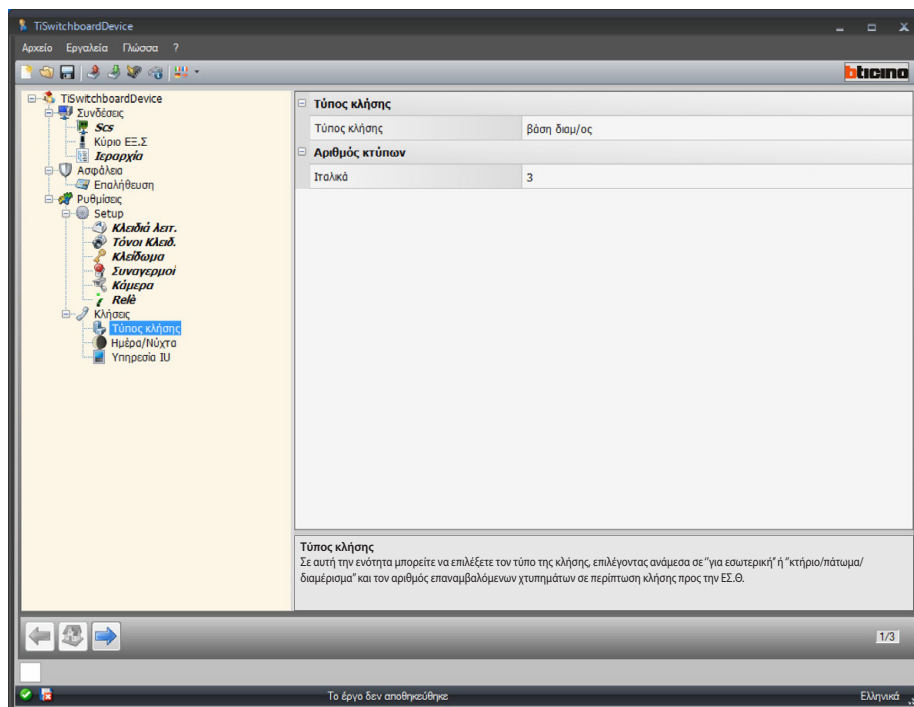 TiSwitchboardDevice
Αρχείο Εργαλεία Γλώσσα ?
bticino
TiSwitchboardDevice
Συνδέσεις
Scs
Κύριο ΕΞ.Σ
Ιεραρχία
Ασφάλεια
Επαλήθευση
Ρυθμίσεις
Setup
Κλειδιά λειτ.
Τόνοι Κλειδ.
Κλείδωμα
Συναγερμοί
Κάμερα
Relè
Κλήσεις
Τύπος κλήσης
Ημέρα/Νύχτα
Υπηρεσία IU
Τύπος κλήσης
Τύπος κλήσης βάση διαμ/ος
Αριθμός κτύπων
Ιταλικά 3
Τύπος κλήσης
Σε αυτή την ενότητα μπορείτε να επιλέξετε τον τύπο της κλήσης, επιλέγοντας ανάμεσα σε "για εσωτερική" ή "κτήριο/πάτωμα/
διαμέρισμα" και τον αριθμός επαναμβαλόμενων χτυπημάτων σε περίπτωση κλήσης προς την ΕΣ.Θ.
1/3
Το έργο δεν αποθηκεύθηκε Ελληνικά